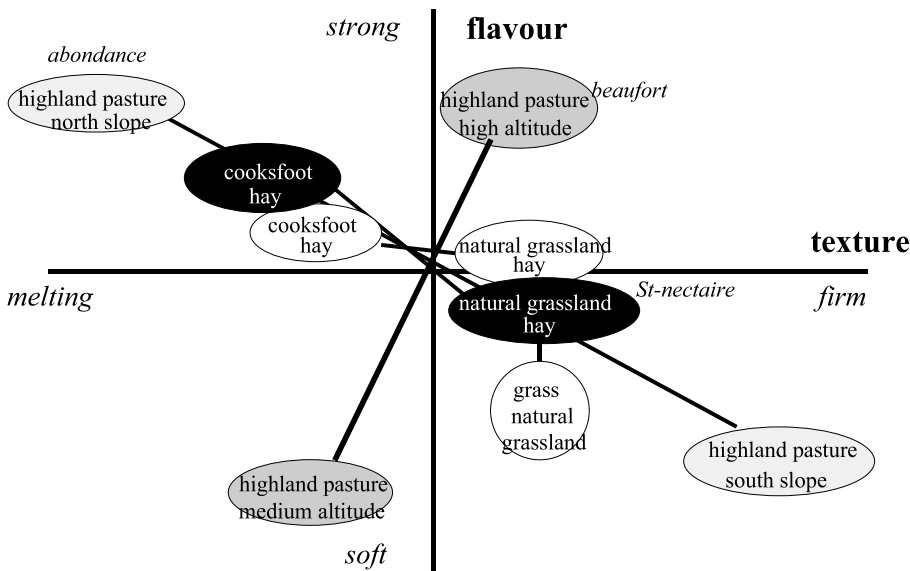 strong
flavour
abondance
highland pasture
north slope
beaufort
highland pasture
high altitude
cooksfoot
hay
cooksfoot
hay
natural grassland
hay
texture
melting
St-nectaire
firm
natural grassland
hay
grass
natural
grassland
highland pasture
south slope
highland pasture
medium altitude
soft